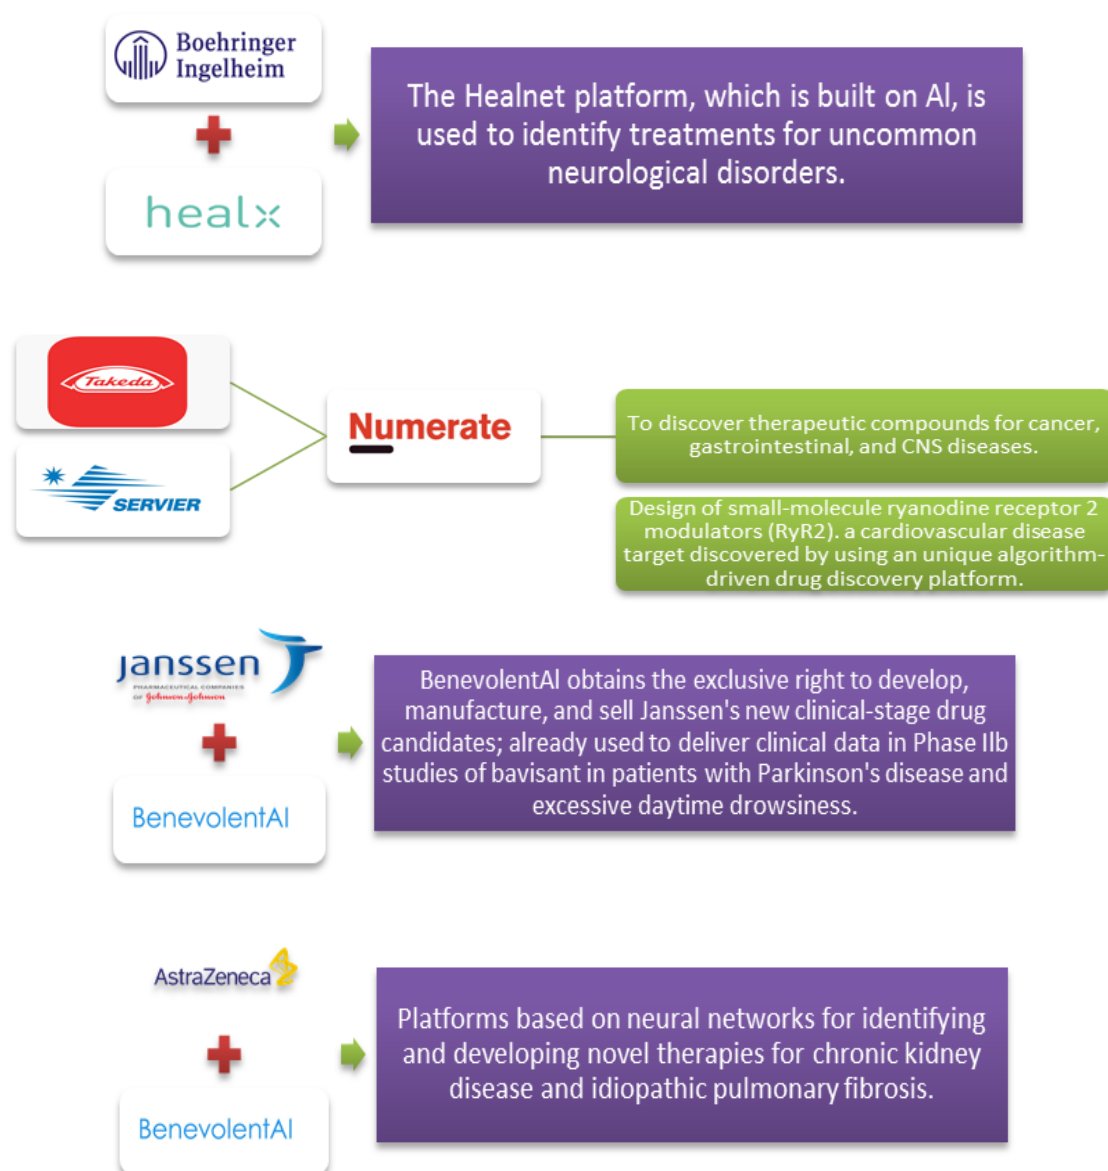 Boehringer
Ingelheim
healx
The Healnet platform, which is built on AI, is
used to identify treatments for uncommon
neurological disorders.
Takeda
SERVIER
Numerate
To discover therapeutic compounds for cancer,
gastrointestinal, and CNS diseases.
Design of small-molecule ryanodine receptor 2
modulators (RyR2). a cardiovascular disease
target discovered by using an unique algorithm-
driven drug discovery platform.
janssen
PHARMACEUTICAL COMPANIES
OF Johnson & Johnson
BenevolentAI
BenevolentAI obtains the exclusive right to develop,
manufacture, and sell Janssen's new clinical-stage drug
candidates; already used to deliver clinical data in Phase IIb
studies of bavisant in patients with Parkinson's disease and
excessive daytime drowsiness.
AstraZeneca
BenevolentAI
Platforms based on neural networks for identifying
and developing novel therapies for chronic kidney
disease and idiopathic pulmonary fibrosis.